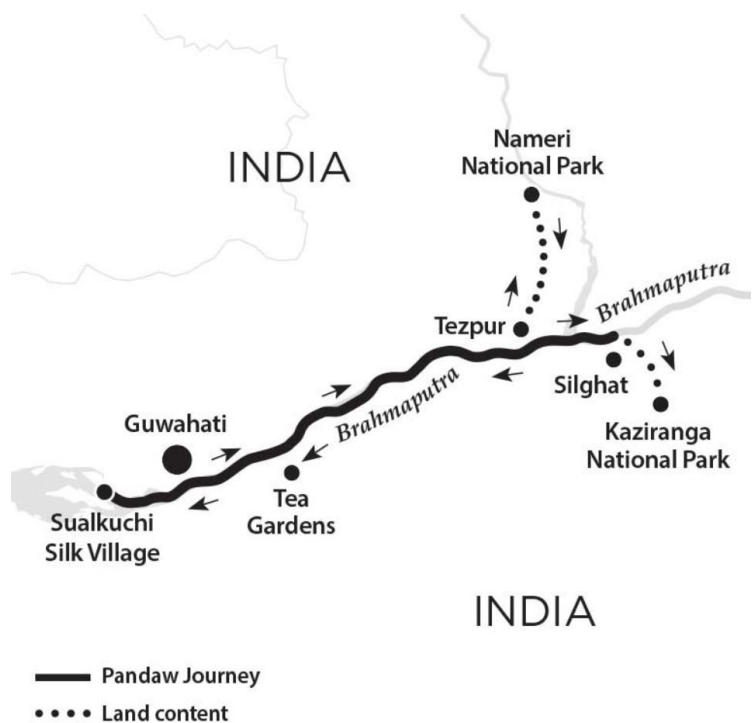 Nameri
National Park
INDIA
Brahmaputra
Tezpur
Silghat
Brahmaputra
Kaziranga
National Park
Guwahati
Tea
Gardens
Sualkuchi
Silk Village
INDIA
Pandaw Journey
Land content